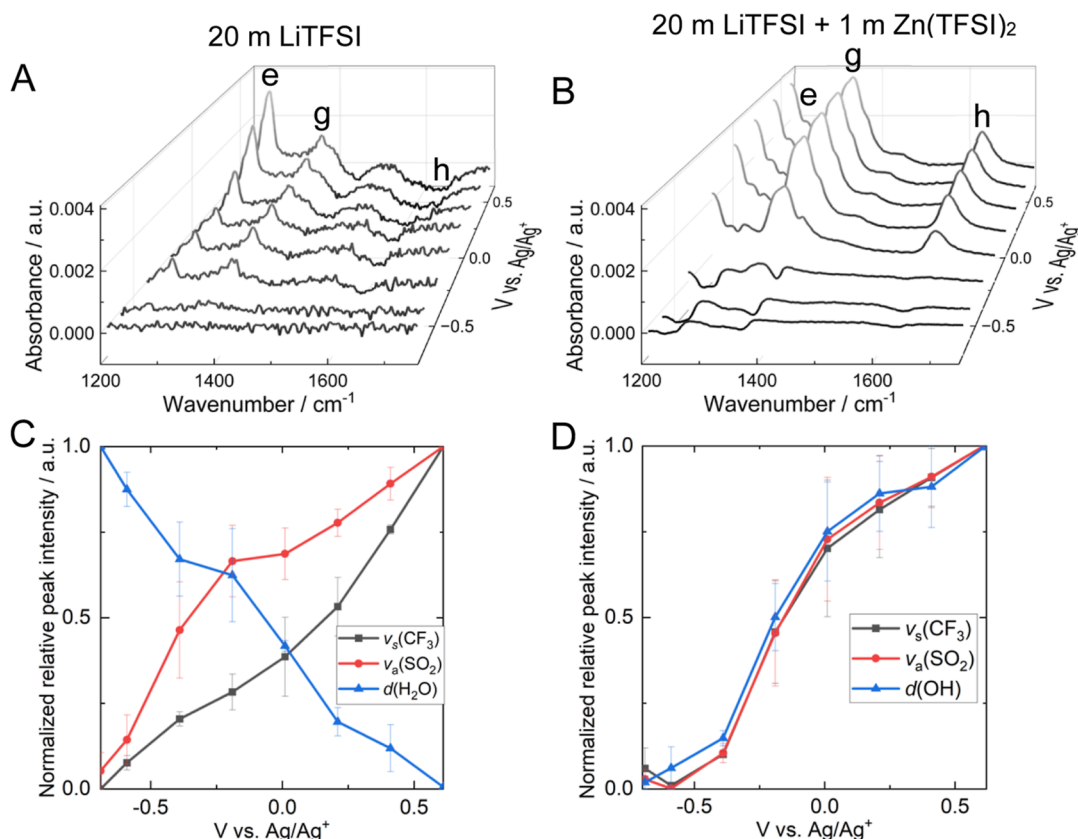 20 m LiTFSI
20 m LiTFSI + 1 m Zn(TFSI)₂
A
e
g
h
0.004
0.002
0.000
Absorbance / a.u.
1200
1400
1600
Wavenumber / cm⁻¹
0.5
0.0
−0.5
V vs. Ag/Ag⁺
B
e
g
h
0.004
0.002
0.000
Absorbance / a.u.
1200
1400
1600
Wavenumber / cm⁻¹
0.5
0.0
−0.5
V vs. Ag/Ag⁺
C
1.0
0.5
0.0
Normalized relative peak intensity / a.u.
νs(CF₃)
νa(SO₂)
d(H₂O)
-0.5
0.0
0.5
V vs. Ag/Ag⁺
D
1.0
0.5
0.0
Normalized relative peak intensity / a.u.
νs(CF₃)
νa(SO₂)
d(OH)
-0.5
0.0
0.5
V vs. Ag/Ag⁺